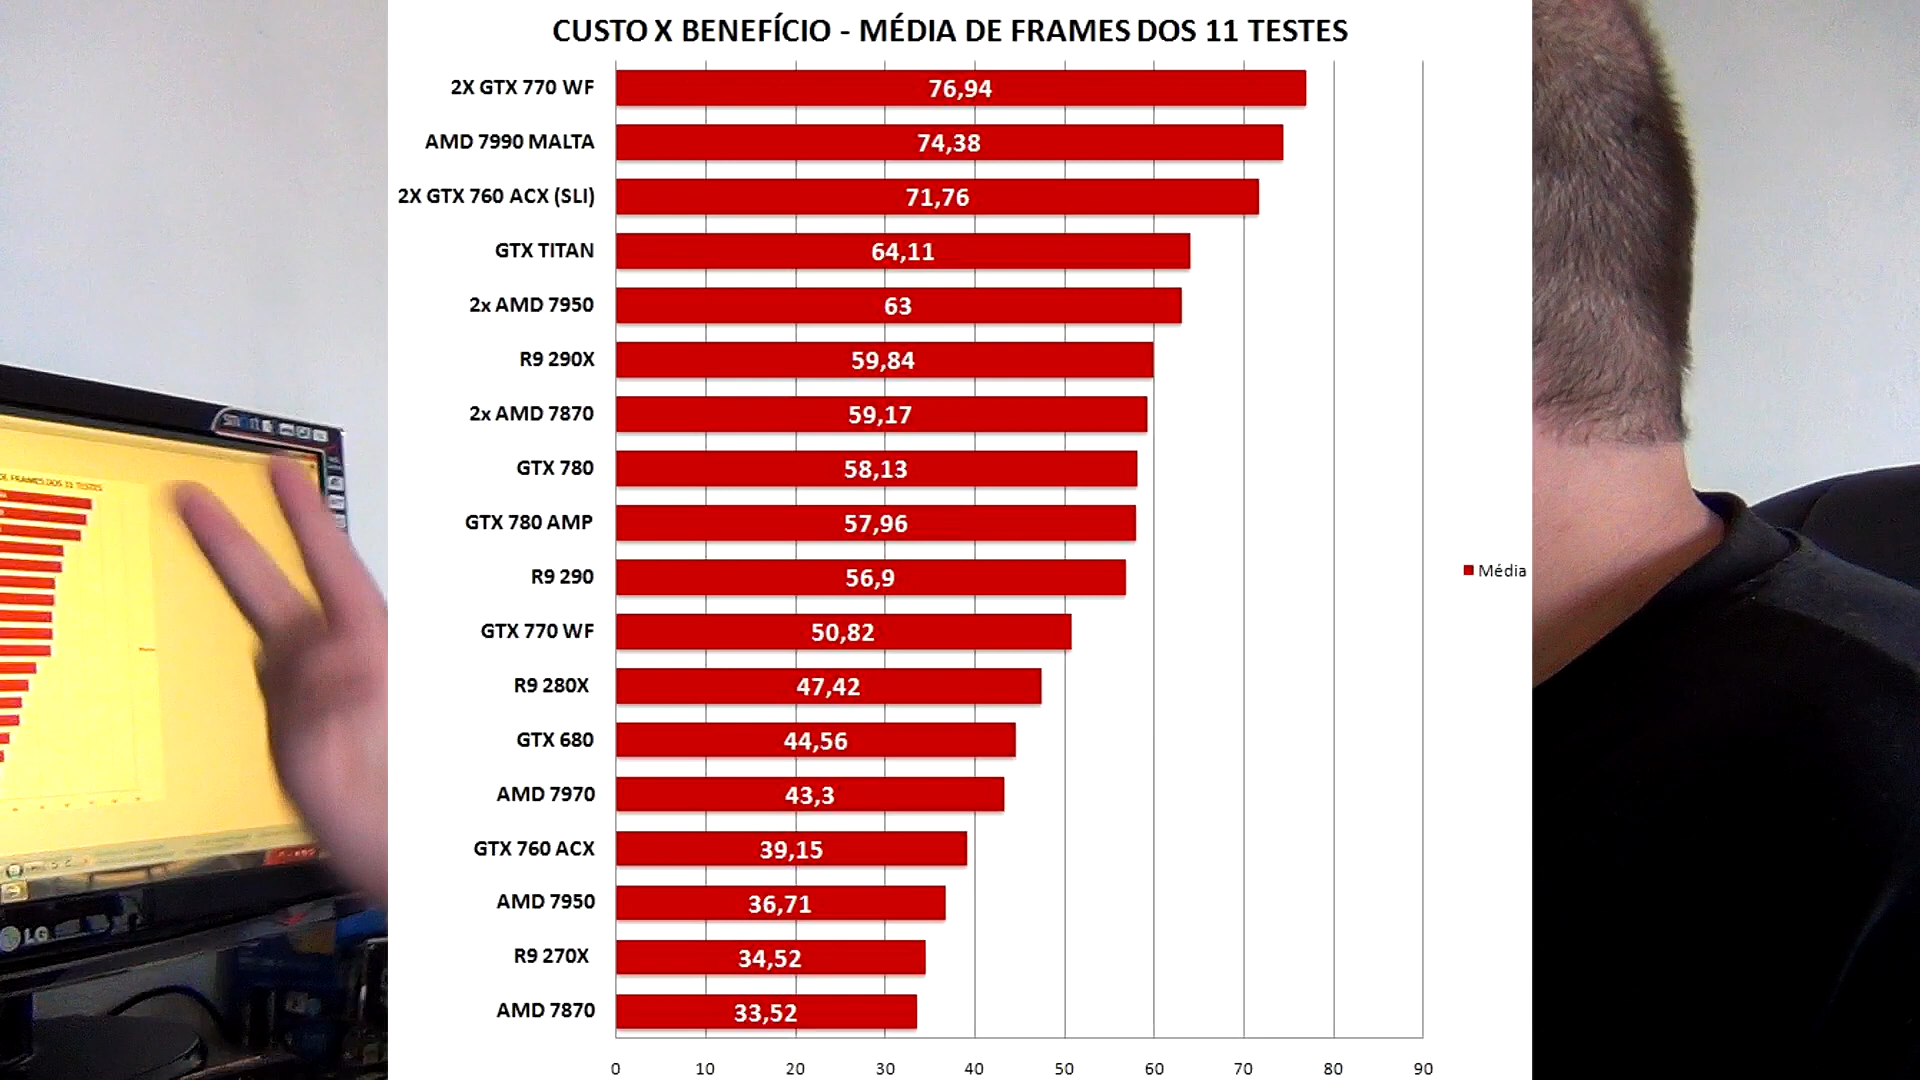 CUSTO X BENEFÍCIO - MÉDIA DE FRAMES DOS 11 TESTES
2X GTX 770 WF 76,94
AMD 7990 MALTA 74,38
2X GTX 760 ACX (SLI) 71,76
GTX TITAN 64,11
2x AMD 7950 63
R9 290X 59,84
2x AMD 7870 59,17
GTX 780 58,13
GTX 780 AMP 57,96
R9 290 56,9
GTX 770 WF 50,82
R9 280X 47,42
GTX 680 44,56
AMD 7970 43,3
GTX 760 ACX 39,15
AMD 7950 36,71
R9 270X 34,52
AMD 7870 33,52
0 10 20 30 40 50 60 70 80 90
Média
DE FRAMES DOS 11 TESTES
LG